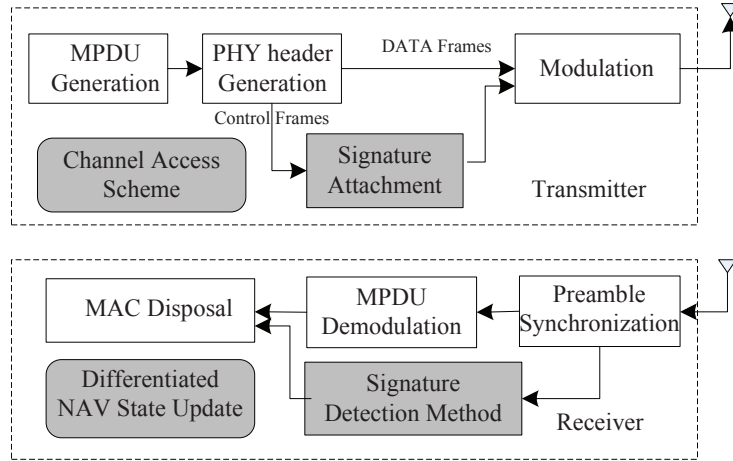 MPDU
Generation
PHY header
Generation
DATA Frames
Modulation
Control Frames
Channel Access
Scheme
Signature
Attachment
Transmitter
MAC Disposal
MPDU
Demodulation
Preamble
Synchronization
Differentiated
NAV State Update
Signature
Detection Method
Receiver